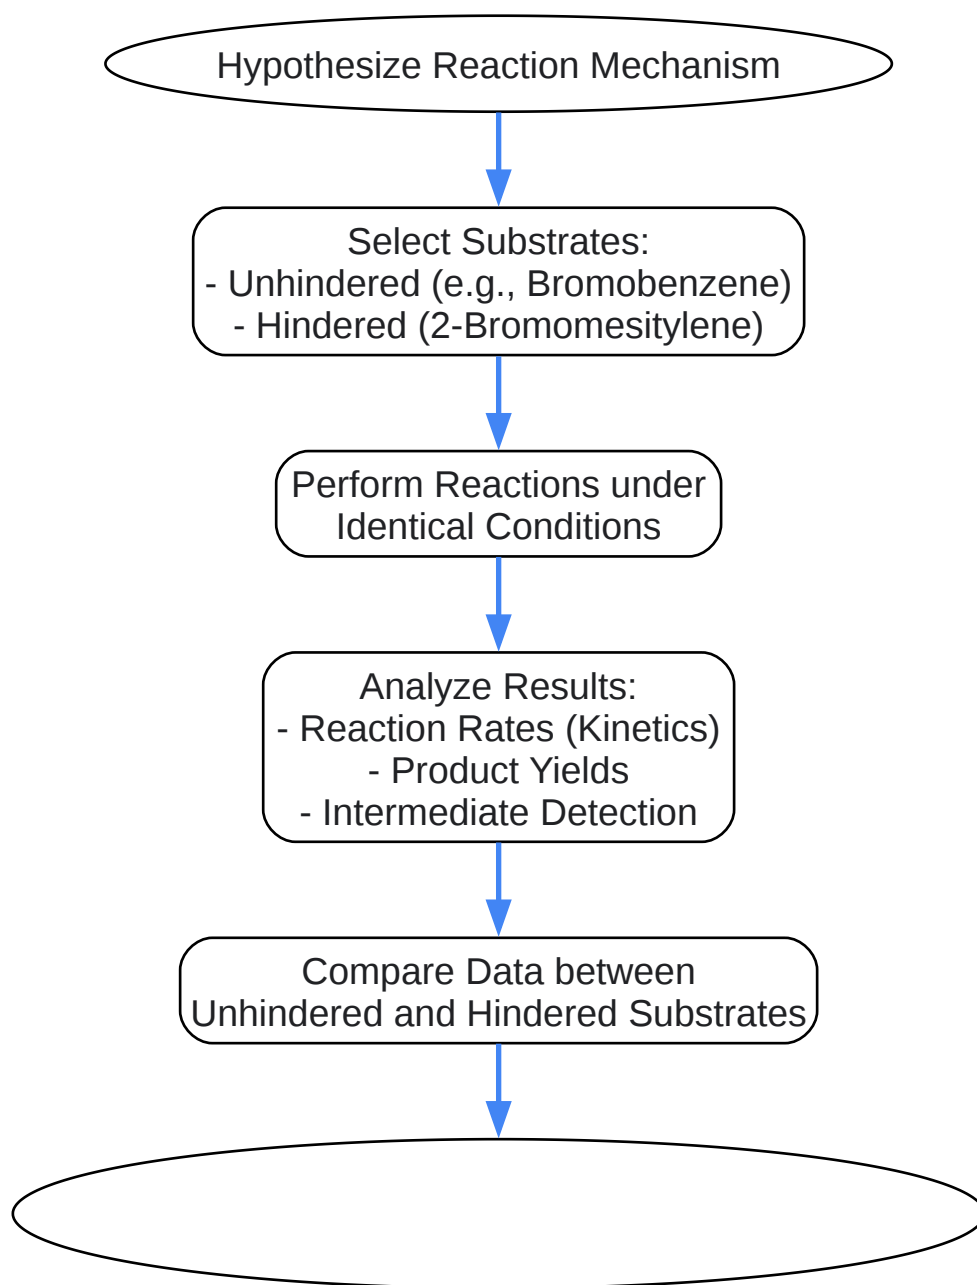 Hypothesize Reaction Mechanism
Select Substrates:
- Unhindered (e.g., Bromobenzene)
- Hindered (2-Bromomesitylene)
Perform Reactions under
Identical Conditions
Analyze Results:
- Reaction Rates (Kinetics)
- Product Yields
- Intermediate Detection
Compare Data between
Unhindered and Hindered Substrates